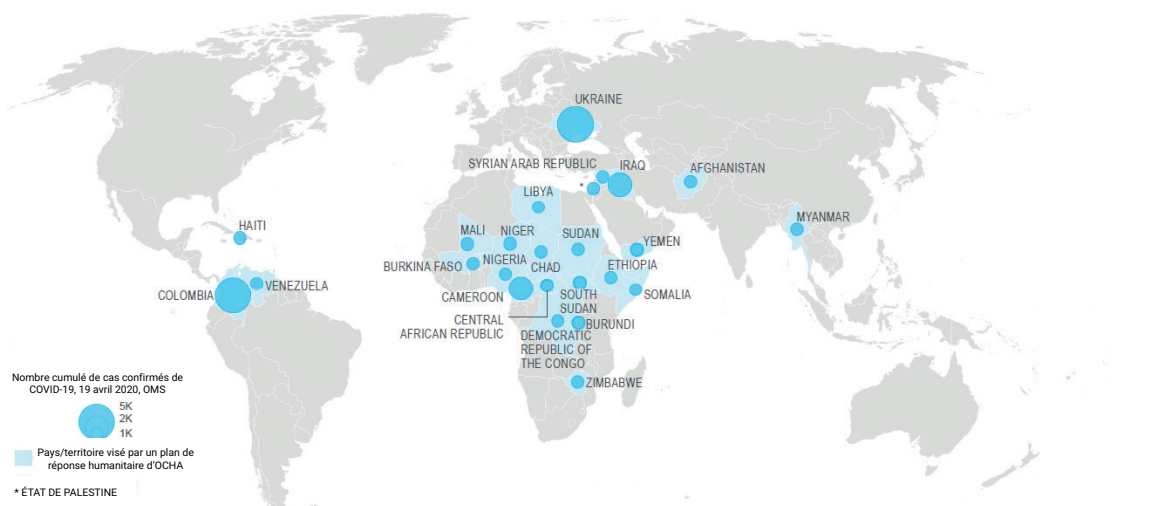 UKRAINE
SYRIAN ARAB REPUBLIC
IRAQ
AFGHANISTAN
*
LIBYA
MYANMAR
HAITI
MALI
NIGER
SUDAN
YEMEN
BURKINA FASO
NIGERIA
CHAD
ETHIOPIA
VENEZUELA
COLOMBIA
CAMEROON
SOUTH
SUDAN
SOMALIA
CENTRAL
AFRICAN REPUBLIC
BURUNDI
DEMOCRATIC
REPUBLIC OF
THE CONGO
ZIMBABWE
Nombre cumulé de cas confirmés de
COVID-19, 19 avril 2020, OMS
5K
2K
1K
Pays/territoire visé par un plan de
réponse humanitaire d'OCHA
* ÉTAT DE PALESTINE